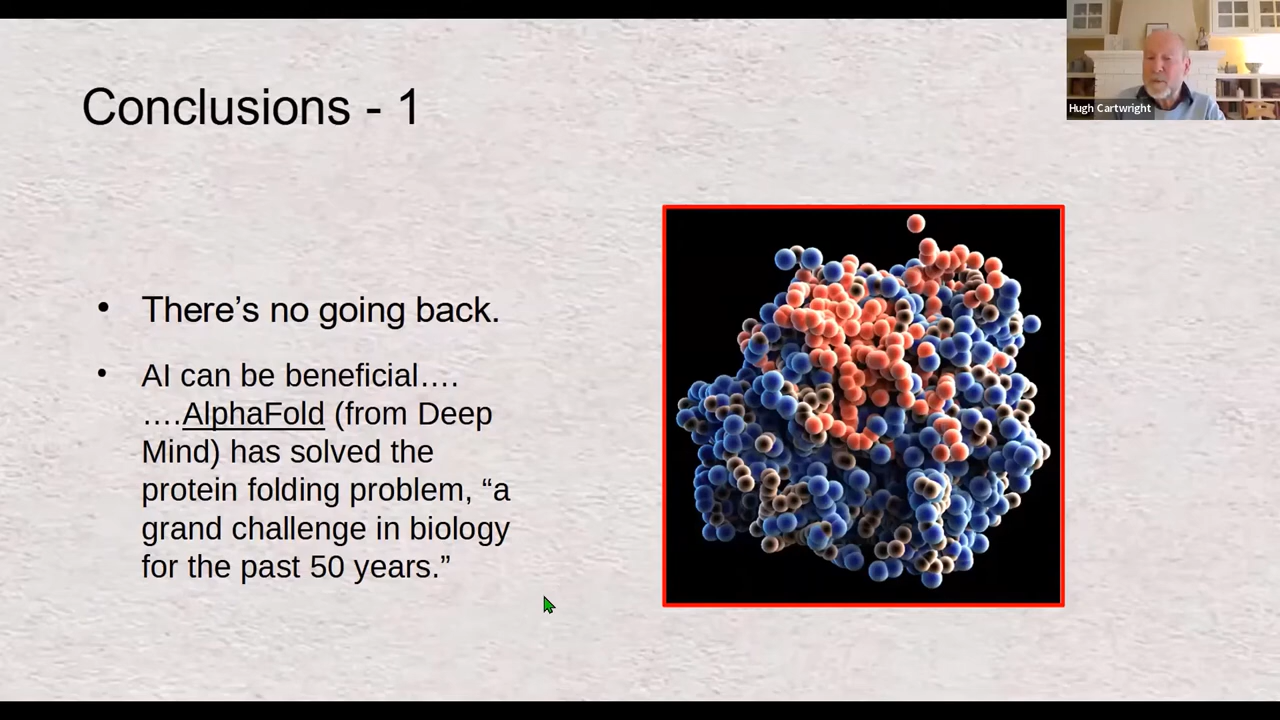 Conclusions - 1
Hugh Cartwright
• There’s no going back.
• AI can be beneficial….
….AlphaFold (from Deep
Mind) has solved the
protein folding problem, “a
grand challenge in biology
for the past 50 years.”